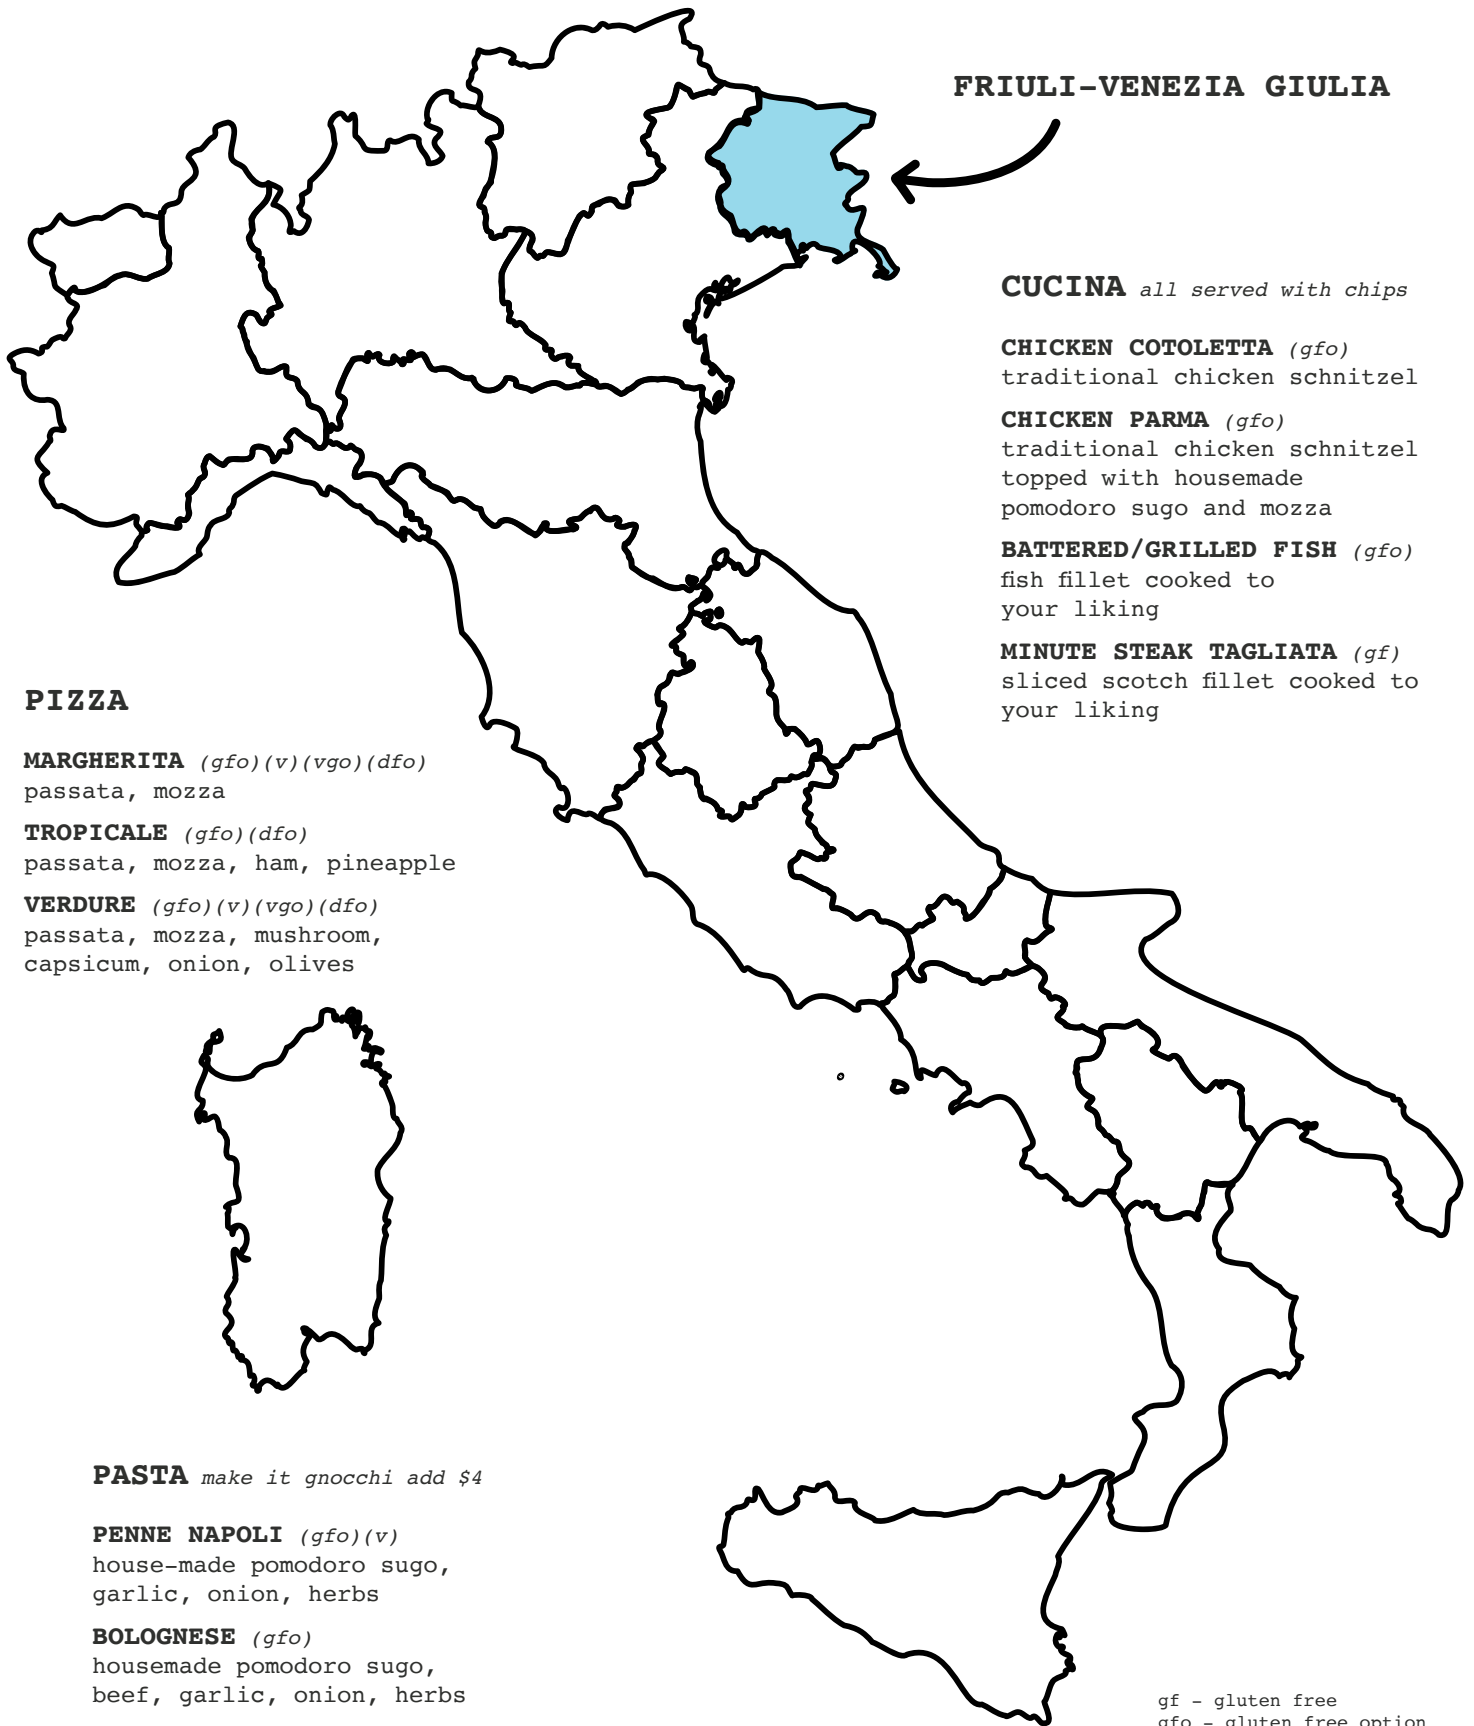 FRIULI-VENEZIA GIULIA
CUCINA all served with chips
CHICKEN COTOLETTA (gfo)
traditional chicken schnitzel
CHICKEN PARMA (gfo)
traditional chicken schnitzel
topped with housemade
pomodoro sugo and mozza
BATTERED/GRILLED FISH (gfo)
fish fillet cooked to
your liking
MINUTE STEAK TAGLIATA (gf)
sliced scotch fillet cooked to
your liking
PIZZA
MARGHERITA (gfo)(v)(vgo)(dfo)
passata, mozza
TROPICALE (gfo)(dfo)
passata, mozza, ham, pineapple
VERDURE (gfo)(v)(vgo)(dfo)
passata, mozza, mushroom,
capsicum, onion, olives
PASTA make it gnocchi add $4
PENNE NAPOLI (gfo)(v)
house-made pomodoro sugo,
garlic, onion, herbs
BOLOGNESE (gfo)
housemade pomodoro sugo,
beef, garlic, onion, herbs
gf - gluten free
gfo - gluten free option